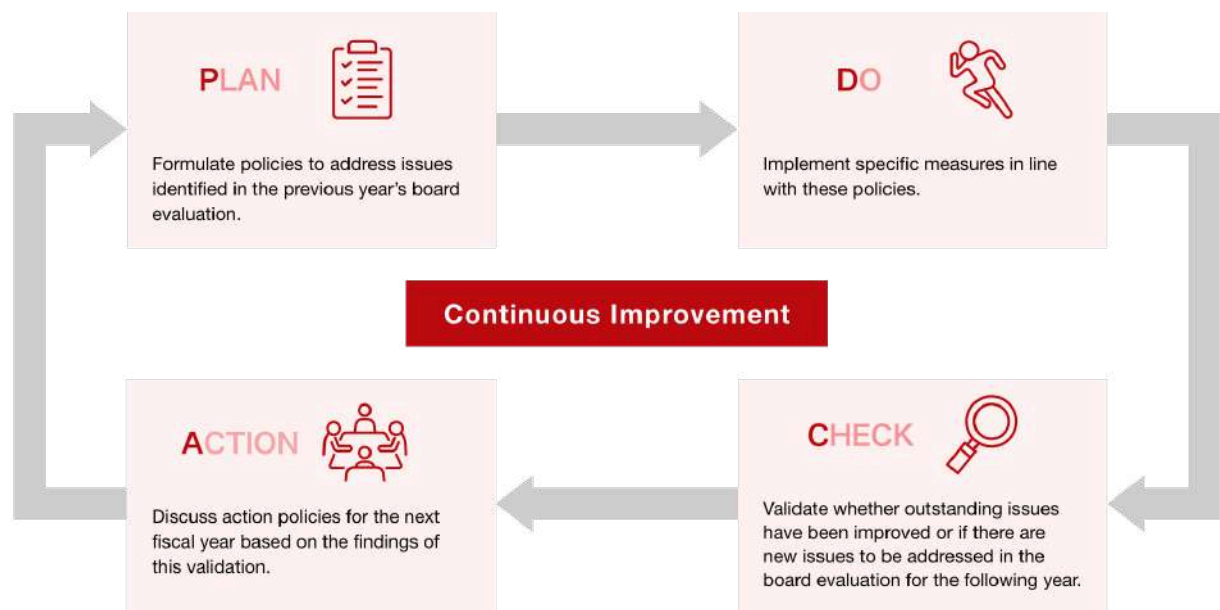 PLAN
Formulate policies to address issues
identified in the previous year’s board
evaluation.
DO
Implement specific measures in line
with these policies.
Continuous Improvement
ACTION
Discuss action policies for the next
fiscal year based on the findings of
this validation.
CHECK
Validate whether outstanding issues
have been improved or if there are
new issues to be addressed in the
board evaluation for the following year.